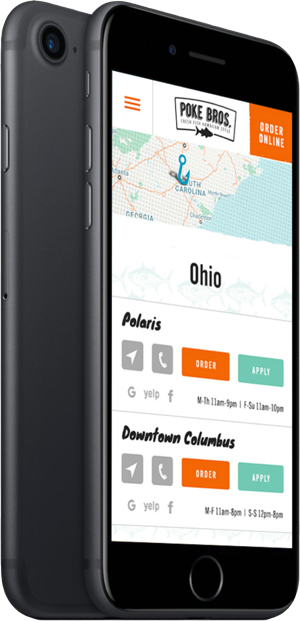 POKE BROS.
FRESH FISH HAWAIIAN STYLE
ORDER
ONLINE
SOUTH
CAROLINA
GEORGIA
Ohio
Polaris
ORDER
APPLY
G yelp f
M-Th 11am-9pm | F-Su 11am-10pm
Downtown Columbus
ORDER
APPLY
G yelp f
M-F 11am-8pm | S-S 12pm-8pm